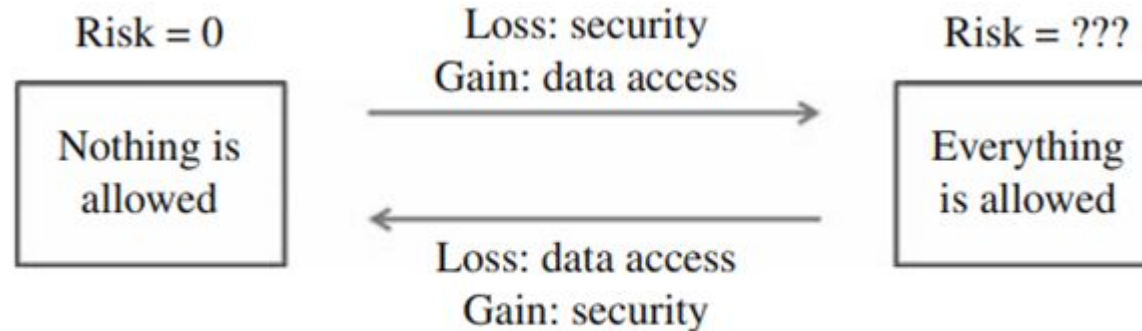 Risk = 0
Loss: security
Gain: data access
Risk = ???
Nothing is
allowed
Everything
is allowed
Loss: data access
Gain: security